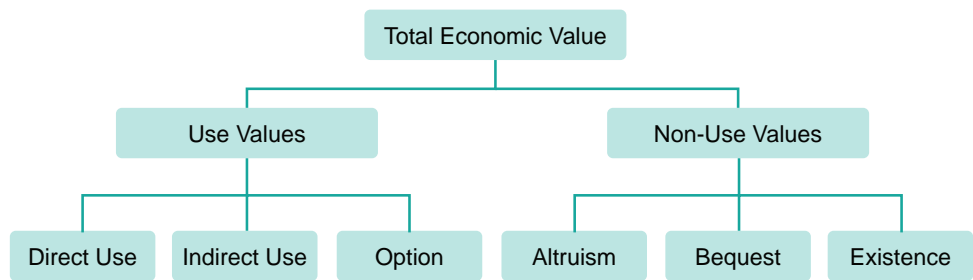 Total Economic Value
Use Values
Non-Use Values
Direct Use
Indirect Use
Option
Altruism
Bequest
Existence